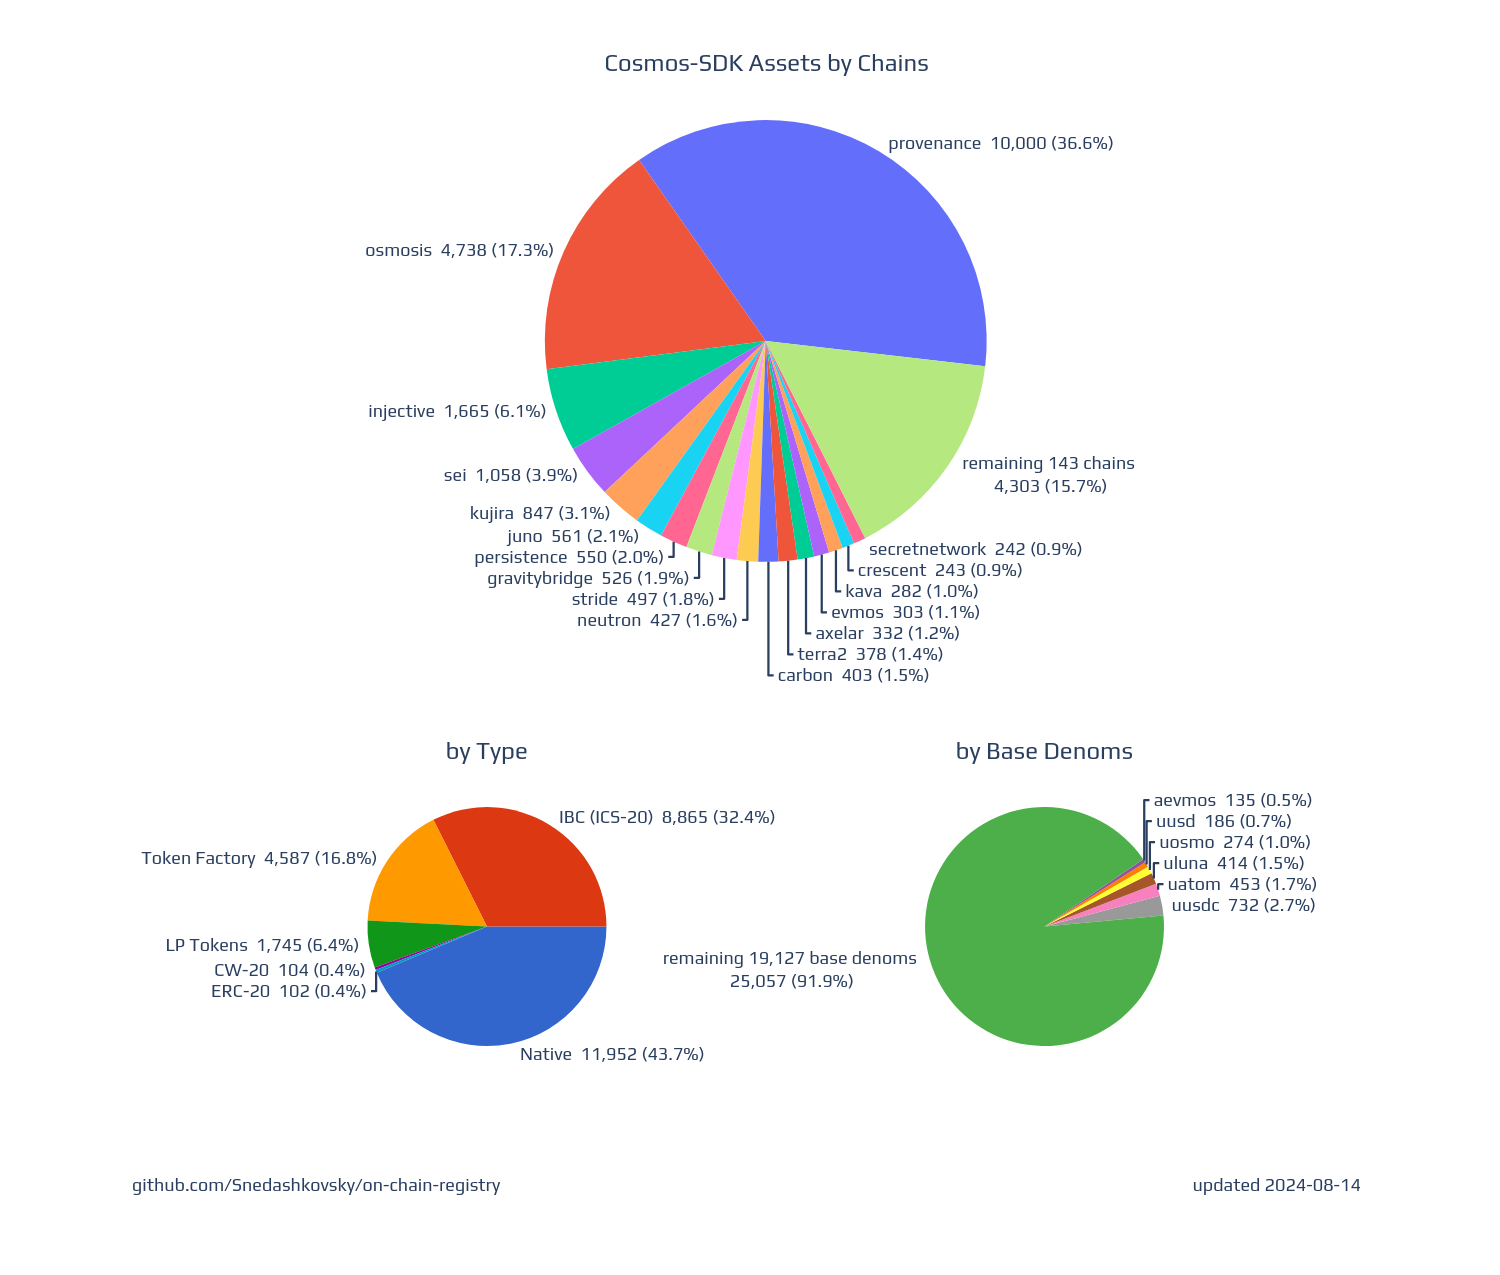 Cosmos-SDK Assets by Chains
provenance 10,000 (36.6%)
osmosis 4,738 (17.3%)
injective 1,665 (6.1%)
sei 1,058 (3.9%)
kujira 847 (3.1%)
juno 561 (2.1%)
persistence 550 (2.0%)
gravitybridge 526 (1.9%)
stride 497 (1.8%)
neutron 427 (1.6%)
remaining 143 chains
4,303 (15.7%)
secretnetwork 242 (0.9%)
crescent 243 (0.9%)
kava 282 (1.0%)
evmos 303 (1.1%)
axelar 332 (1.2%)
terra2 378 (1.4%)
carbon 403 (1.5%)
by Type
IBC (ICS-20) 8,865 (32.4%)
Token Factory 4,587 (16.8%)
LP Tokens 1,745 (6.4%)
CW-20 104 (0.4%)
ERC-20 102 (0.4%)
Native 11,952 (43.7%)
by Base Denoms
aevmos 135 (0.5%)
uusd 186 (0.7%)
uosmo 274 (1.0%)
uluna 414 (1.5%)
uatom 453 (1.7%)
uusdc 732 (2.7%)
remaining 19,127 base denoms
25,057 (91.9%)
github.com/Snedashkovsky/on-chain-registry
updated 2024-08-14